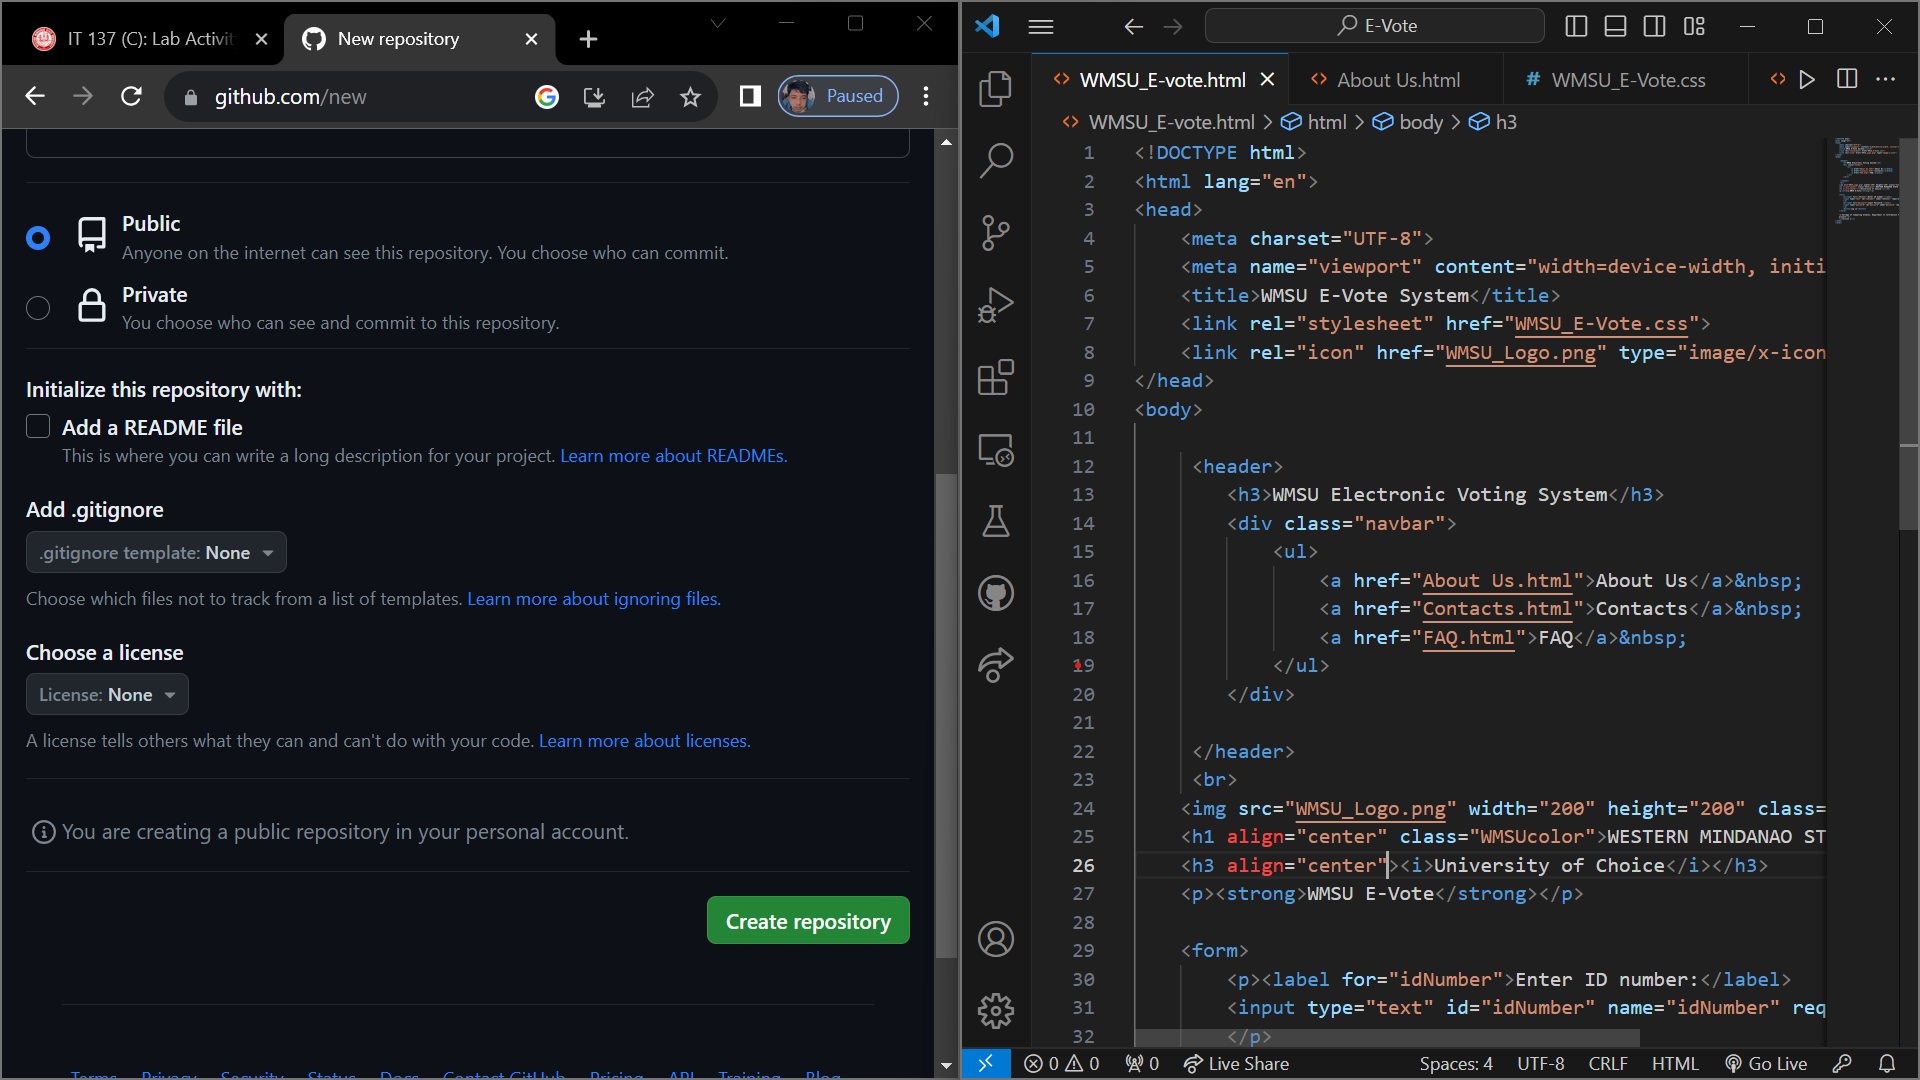 IT 137 (C): Lab Activit
New repository
github.com/new
Paused
Public
Anyone on the internet can see this repository. You choose who can commit.
Private
You choose who can see and commit to this repository.
Initialize this repository with:
Add a README file
This is where you can write a long description for your project. Learn more about READMEs.
Add .gitignore
.gitignore template: None
Choose which files not to track from a list of templates. Learn more about ignoring files.
Choose a license
License: None
A license tells others what they can and can't do with your code. Learn more about licenses.
You are creating a public repository in your personal account.
Create repository
Terms Privacy Security Status Docs Contact GitHub Pricing API Training Blog
E-Vote
WMSU_E-vote.html
About Us.html
# WMSU_E-Vote.css
WMSU_E-vote.html > html > body > h3
1 <!DOCTYPE html>
2 <html lang="en">
3 <head>
4 <meta charset="UTF-8">
5 <meta name="viewport" content="width=device-width, initi
6 <title>WMSU E-Vote System</title>
7 <link rel="stylesheet" href="WMSU_E-Vote.css">
8 <link rel="icon" href="WMSU_Logo.png" type="image/x-icon
9 </head>
10 <body>
11
12 <header>
13 <h3>WMSU Electronic Voting System</h3>
14 <div class="navbar">
15 <ul>
16 <a href="About Us.html">About Us</a>&nbsp;
17 <a href="Contacts.html">Contacts</a>&nbsp;
18 <a href="FAQ.html">FAQ</a>&nbsp;
19 </ul>
20 </div>
21
22 </header>
23 <br>
24 <img src="WMSU_Logo.png" width="200" height="200" class=
25 <h1 align="center" class="WMSUcolor">WESTERN MINDANAO ST
26 <h3 align="center"><i>University of Choice</i></h3>
27 <p><strong>WMSU E-Vote</strong></p>
28
29 <form>
30 <p><label for="idNumber">Enter ID number:</label>
31 <input type="text" id="idNumber" name="idNumber" req
32 </p>
0 0 0 Live Share Spaces: 4 UTF-8 CRLF HTML Go Live